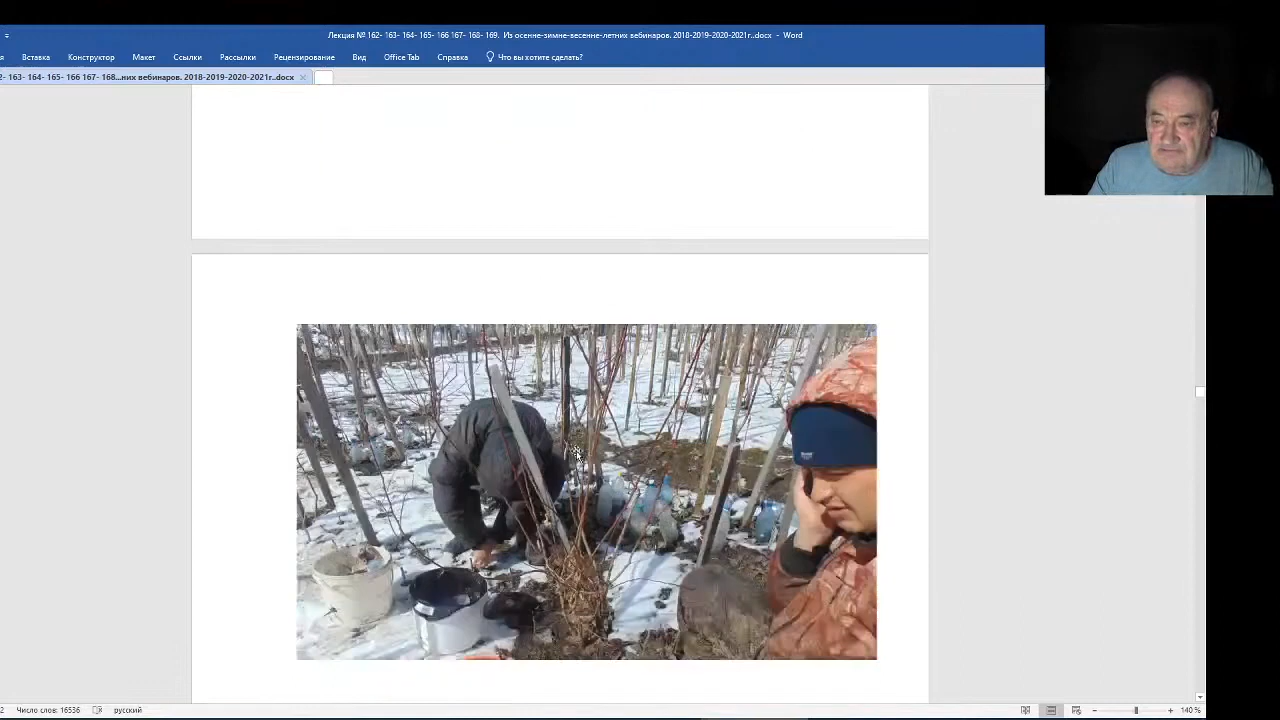 Лекция № 162- 163- 164- 165- 166 167- 168- 169. Из осенне-зимне-весенне-летних вебинаров. 2018-2019-2020-2021г..docx - Word
Вставка Конструктор Макет Ссылки Рассылки Рецензирование Вид Office Tab Справка Что вы хотите сделать?
2- 163- 164- 165- 166 167- 168...них вебинаров. 2018-2019-2020-2021г..docx
2 Число слов: 16536 русский 140 %